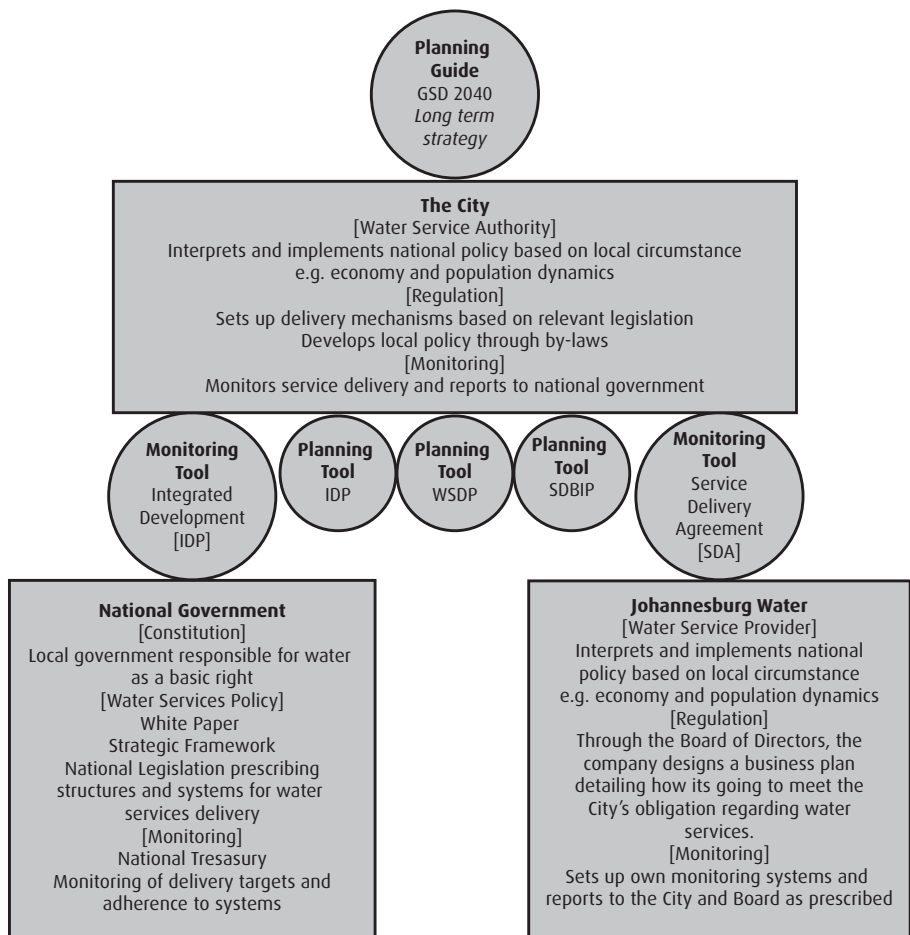 Planning
Guide
GSD 2040
Long term
strategy
The City
[Water Service Authority]
Interprets and implements national policy based on local circumstance
e.g. economy and population dynamics
[Regulation]
Sets up delivery mechanisms based on relevant legislation
Develops local policy through by-laws
[Monitoring]
Monitors service delivery and reports to national government
Monitoring
Tool
Integrated
Development
[IDP]
Planning
Tool
IDP
Planning
Tool
WSDP
Planning
Tool
SDBIP
Monitoring
Tool
Service
Delivery
Agreement
[SDA]
National Government
[Constitution]
Local government responsible for water
as a basic right
[Water Services Policy]
White Paper
Strategic Framework
National Legislation prescribing
structures and systems for water
services delivery
[Monitoring]
National Tresasury
Monitoring of delivery targets and
adherence to systems
Johannesburg Water
[Water Service Provider]
Interprets and implements national
policy based on local circumstance
e.g. economy and population dynamics
[Regulation]
Through the Board of Directors, the
company designs a business plan
detailing how its going to meet the
City's obligation regarding water
services.
[Monitoring]
Sets up own monitoring systems and
reports to the City and Board as prescribed